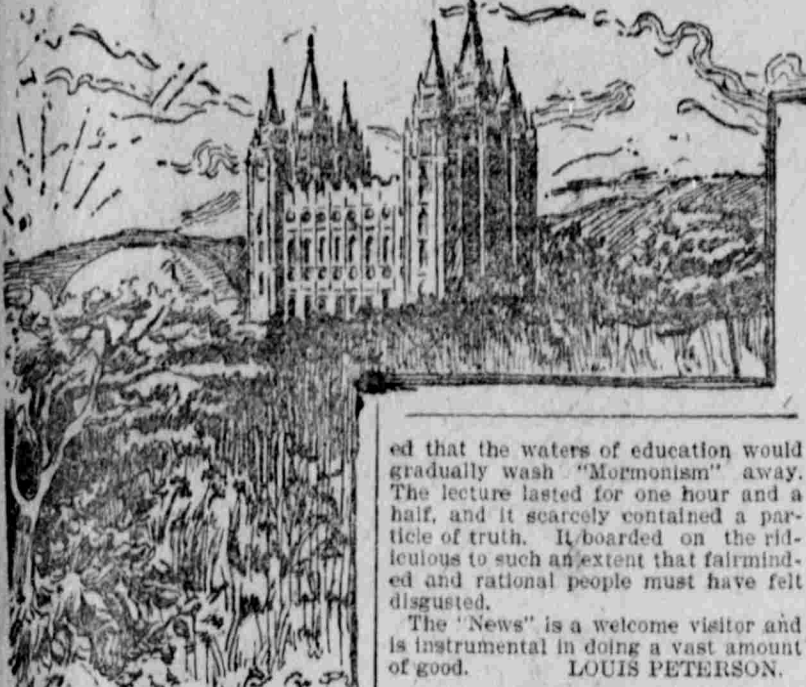 ed that the waters of education would
gradually wash "Mormonism" away.
The lecture lasted for one hour and a
half, and it scarcely contained a par-
ticle of truth. It boarded on the rid-
iculous to such an extent that fairmind-
ed and rational people must have felt
disgusted.
The "News" is a welcome visitor and
is instrumental in doing a vast amount
of good. LOUIS PETERSON.